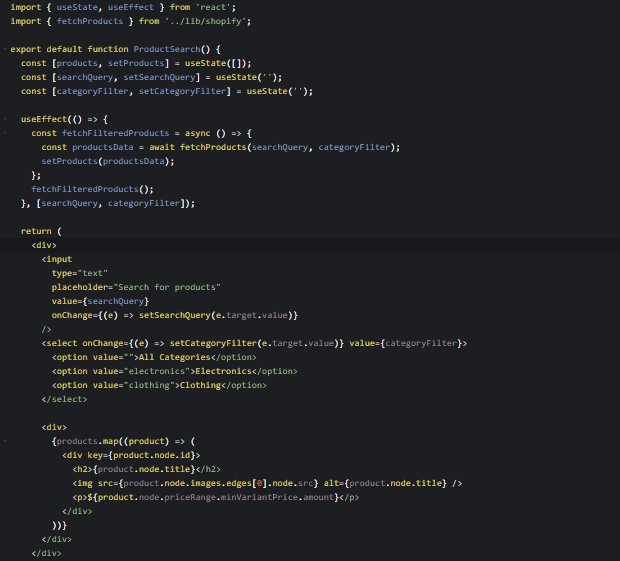 import { useState, useEffect } from 'react';
import { fetchProducts } from '../lib/shopify';

export default function ProductSearch() {
  const [products, setProducts] = useState([]);
  const [searchQuery, setSearchQuery] = useState('');
  const [categoryFilter, setCategoryFilter] = useState('');

  useEffect(() => {
    const fetchFilteredProducts = async () => {
      const productsData = await fetchProducts(searchQuery, categoryFilter);
      setProducts(productsData);
    };
    fetchFilteredProducts();
  }, [searchQuery, categoryFilter]);

  return (
    <div>
      <input
        type="text"
        placeholder="Search for products"
        value={searchQuery}
        onChange={(e) => setSearchQuery(e.target.value)}
      />
      <select onChange={(e) => setCategoryFilter(e.target.value)} value={categoryFilter}>
        <option value="">All Categories</option>
        <option value="electronics">Electronics</option>
        <option value="clothing">Clothing</option>
      </select>

      <div>
        {products.map((product) => (
          <div key={product.node.id}>
            <h2>{product.node.title}</h2>
            <img src={product.node.images.edges[0].node.src} alt={product.node.title} />
            <p>${product.node.priceRange.minVariantPrice.amount}</p>
          </div>
        ))}
      </div>
    </div>